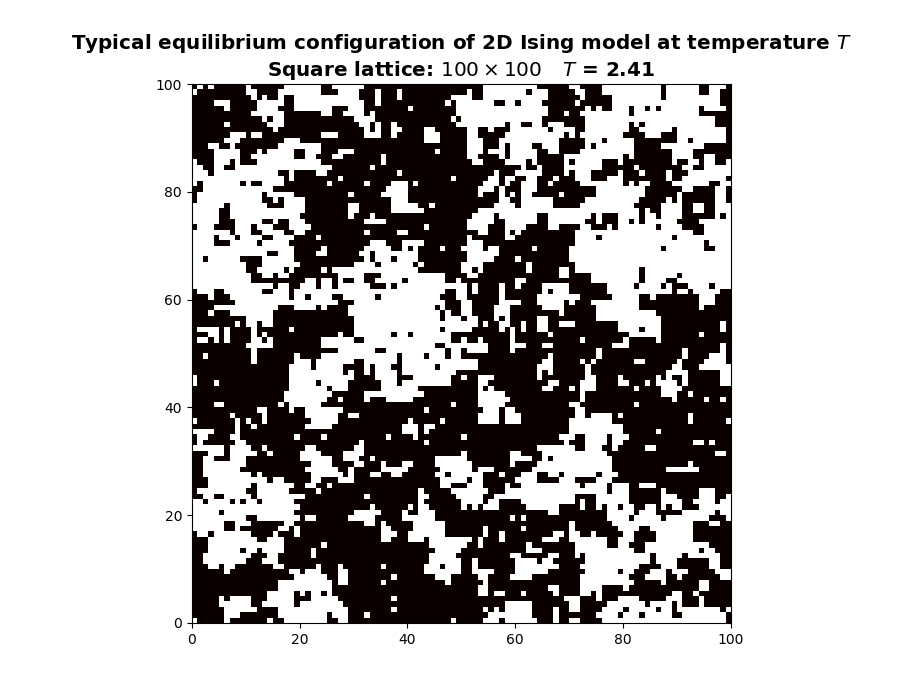 Typical equilibrium configuration of 2D Ising model at temperature T
Square lattice: 100 × 100 T = 2.41
100
80
60
40
20
0
0 20 40 60 80 100